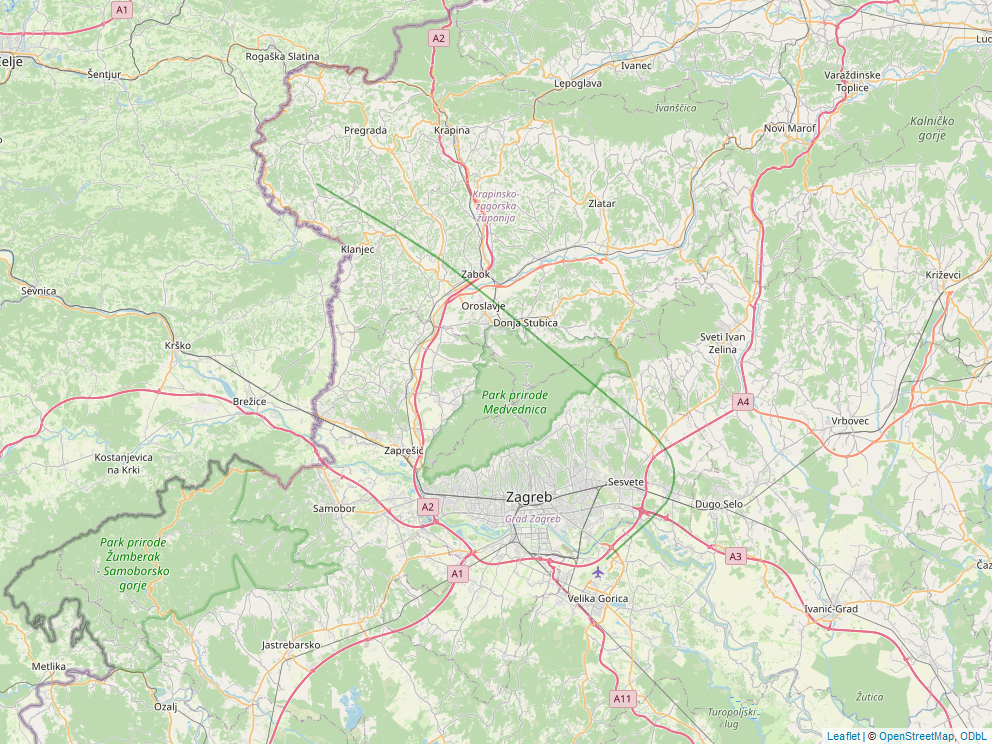 A1
A2
Ivanec
Lud
Rogaška Slatina
Celje
Šentjur
Lepoglava
Varaždinske
Toplice
Ivanščica
Kalničko
gorje
Pregrada
Krapina
Novi Marof
Krapinsko-
zagorska
županija
Zlatar
Klanjec
Zabok
Križevci
Sevnica
Oroslavje
Donja Stubica
Krško
Sveti Ivan
Zelina
Brežice
Park prirode
Medvednica
A4
Vrbovec
Kostanjevica
na Krki
Zaprešić
Sesvete
Samobor
A2
Zagreb
Grad Zagreb
Dugo Selo
Park prirode
Žumberak
Samoborsko
gorje
A3
A1
Čaz
Velika Gorica
Ivanić-Grad
Jastrebarsko
Metlika
Ozalj
A11
Žutica
Turopoljski
lug
Leaflet | © OpenStreetMap, ODbL